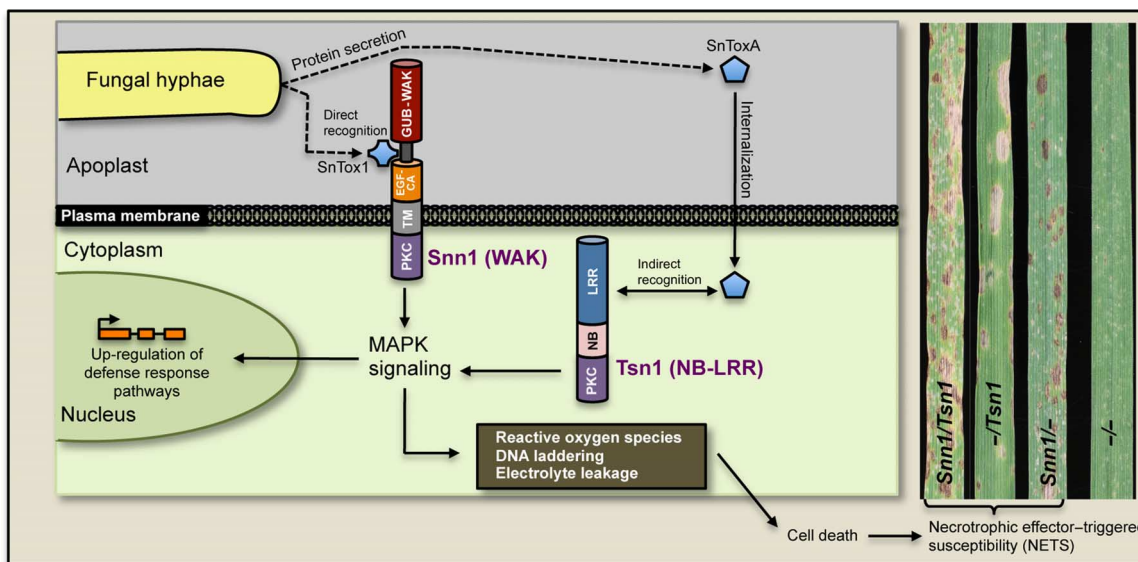 Fungal hyphae
Protein secretion
SnToxA
Direct
recognition
SnTox1
GUB-WAK
EGF-
CA
TM
PKC
Internalization
Apoplast
Plasma membrane
Cytoplasm
Snn1 (WAK)
LRR
NB
PKC
Indirect
recognition
Tsn1 (NB-LRR)
MAPK
signaling
Up-regulation of
defense response
pathways
Nucleus
Reactive oxygen species
DNA laddering
Electrolyte leakage
Cell death
Snn1/Tsn1
–/Tsn1
Snn1/–
–/–
Necrotrophic effector–triggered
susceptibility (NETS)